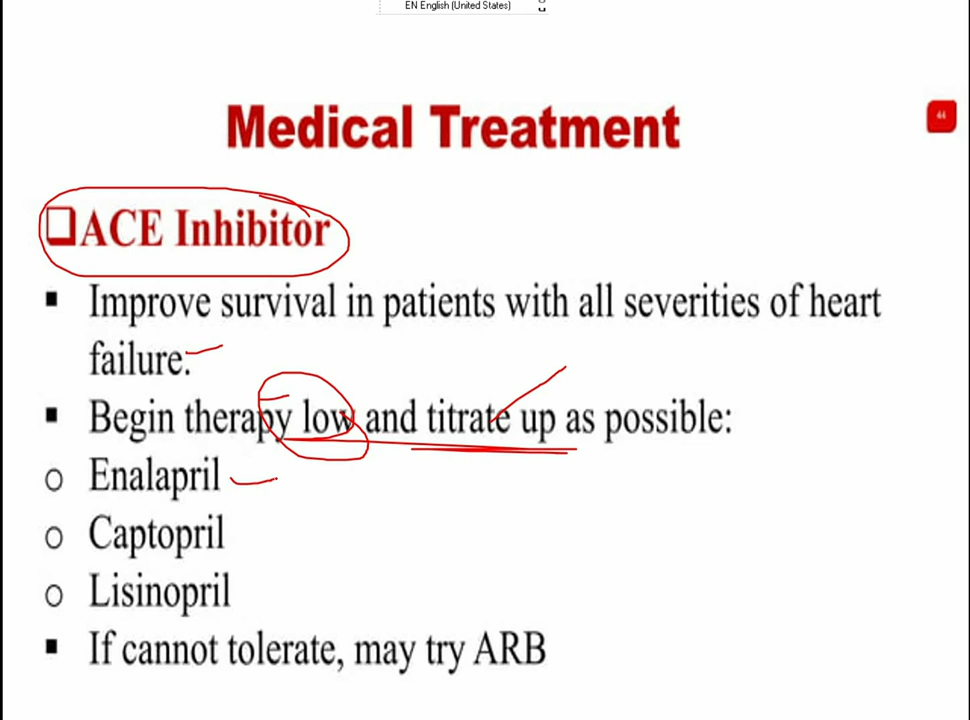 EN English (United States)
Medical Treatment
44
ACE Inhibitor
Improve survival in patients with all severities of heart
failure.
Begin therapy low and titrate up as possible:
Enalapril
Captopril
Lisinopril
If cannot tolerate, may try ARB